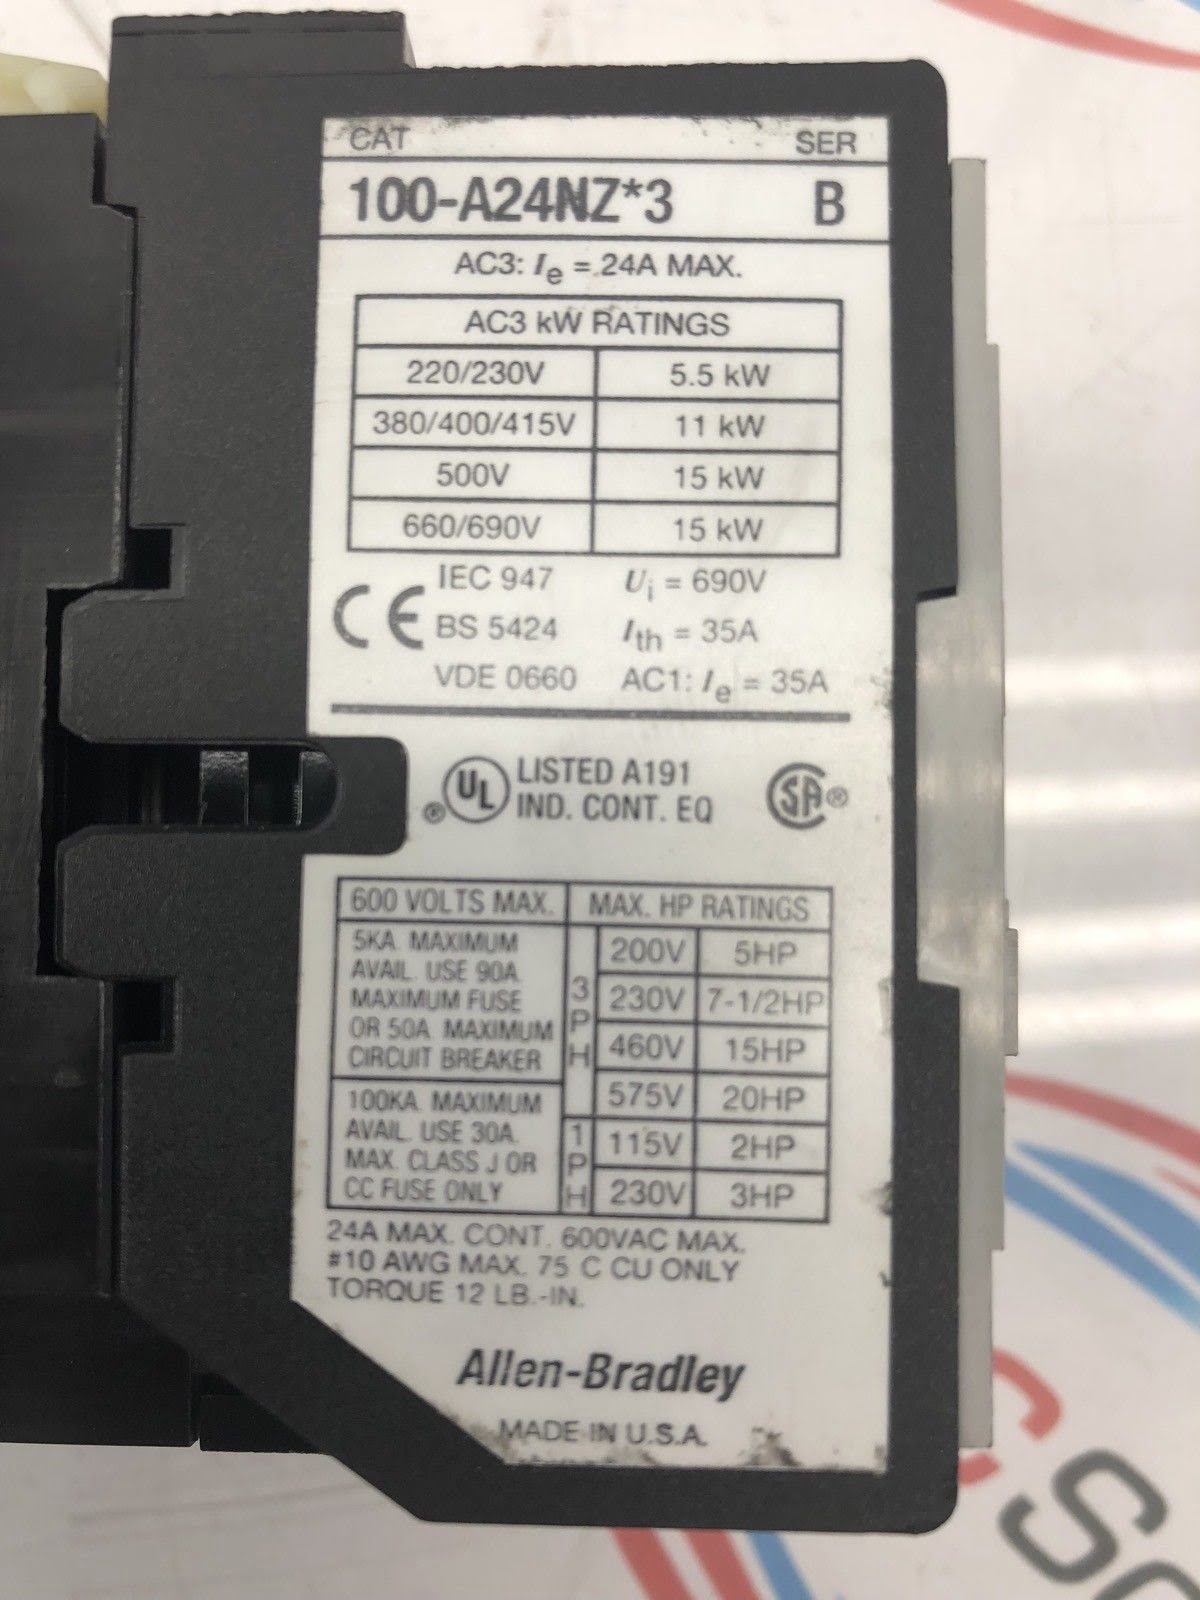 CAT SER
100-A24NZ*3 B
AC3: Ie = 24A MAX.
AC3 kW RATINGS
220/230V 5.5 kW
380/400/415V 11 kW
500V 15 kW
660/690V 15 kW
CE IEC 947 Ui = 690V
BS 5424 Ith = 35A
VDE 0660 AC1: Ie = 35A
UL® LISTED A191
IND. CONT. EQ
SA®
600 VOLTS MAX. MAX. HP RATINGS
5KA MAXIMUM
AVAIL. USE 90A
MAXIMUM FUSE
OR 50A MAXIMUM
CIRCUIT BREAKER
3PH
200V 5HP
230V 7-1/2HP
460V 15HP
575V 20HP
100KA MAXIMUM
AVAIL. USE 30A
MAX. CLASS J OR
CC FUSE ONLY
1PH
115V 2HP
230V 3HP
24A MAX. CONT. 600VAC MAX.
#10 AWG MAX. 75 C CU ONLY
TORQUE 12 LB.-IN.
Allen-Bradley
MADE IN U.S.A.